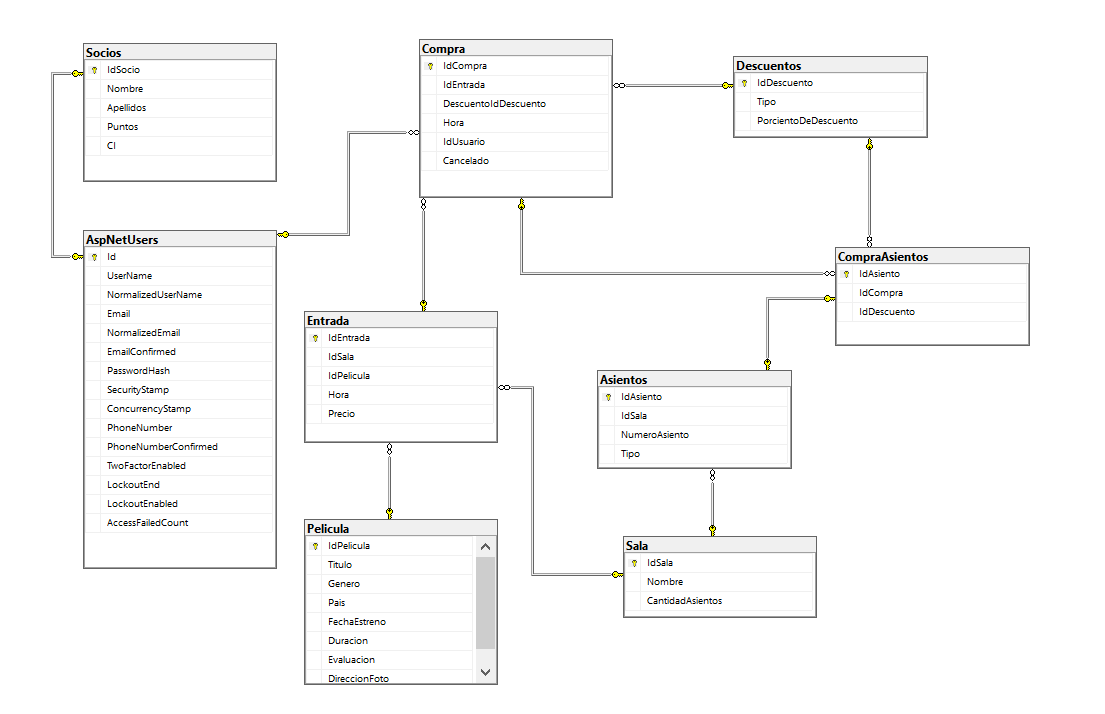 Socios
IdSocio
Nombre
Apellidos
Puntos
CI
AspNetUsers
Id
UserName
NormalizedUserName
Email
NormalizedEmail
EmailConfirmed
PasswordHash
SecurityStamp
ConcurrencyStamp
PhoneNumber
PhoneNumberConfirmed
TwoFactorEnabled
LockoutEnd
LockoutEnabled
AccessFailedCount
Compra
IdCompra
IdEntrada
DescuentoIdDescuento
Hora
IdUsuario
Cancelado
Entrada
IdEntrada
IdSala
IdPelicula
Hora
Precio
Pelicula
IdPelicula
Titulo
Genero
Pais
FechaEstreno
Duracion
Evaluacion
DireccionFoto
Descuentos
IdDescuento
Tipo
PorcientoDeDescuento
CompraAsientos
IdAsiento
IdCompra
IdDescuento
Asientos
IdAsiento
IdSala
NumeroAsiento
Tipo
Sala
IdSala
Nombre
CantidadAsientos